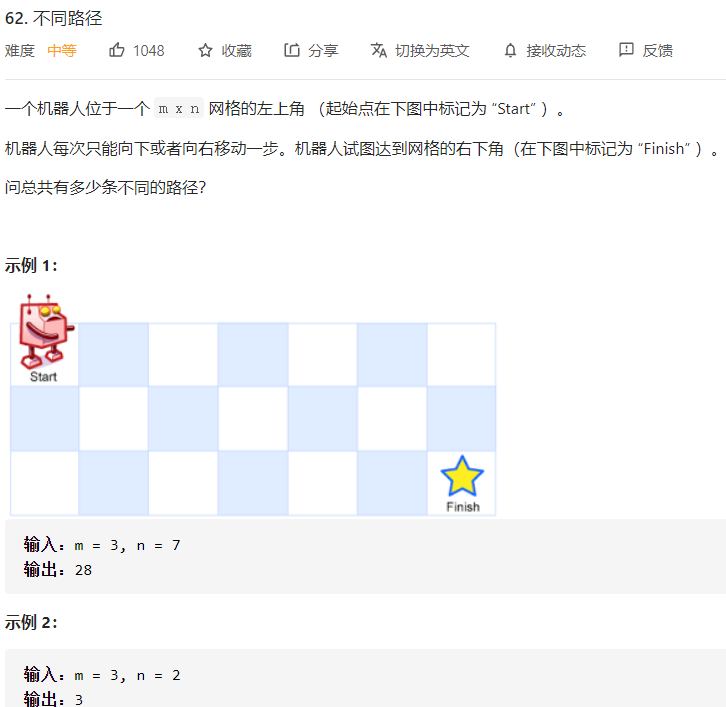 62. 不同路径
难度 中等 1048 收藏 分享 切换为英文 接收动态 反馈
一个机器人位于一个 m x n 网格的左上角 （起始点在下图中标记为 “Start” ）。
机器人每次只能向下或者向右移动一步。机器人试图达到网格的右下角（在下图中标记为 “Finish” ）。
问总共有多少条不同的路径？
示例 1：
Start
Finish
输入：m = 3, n = 7
输出：28
示例 2：
输入：m = 3, n = 2
输出：3